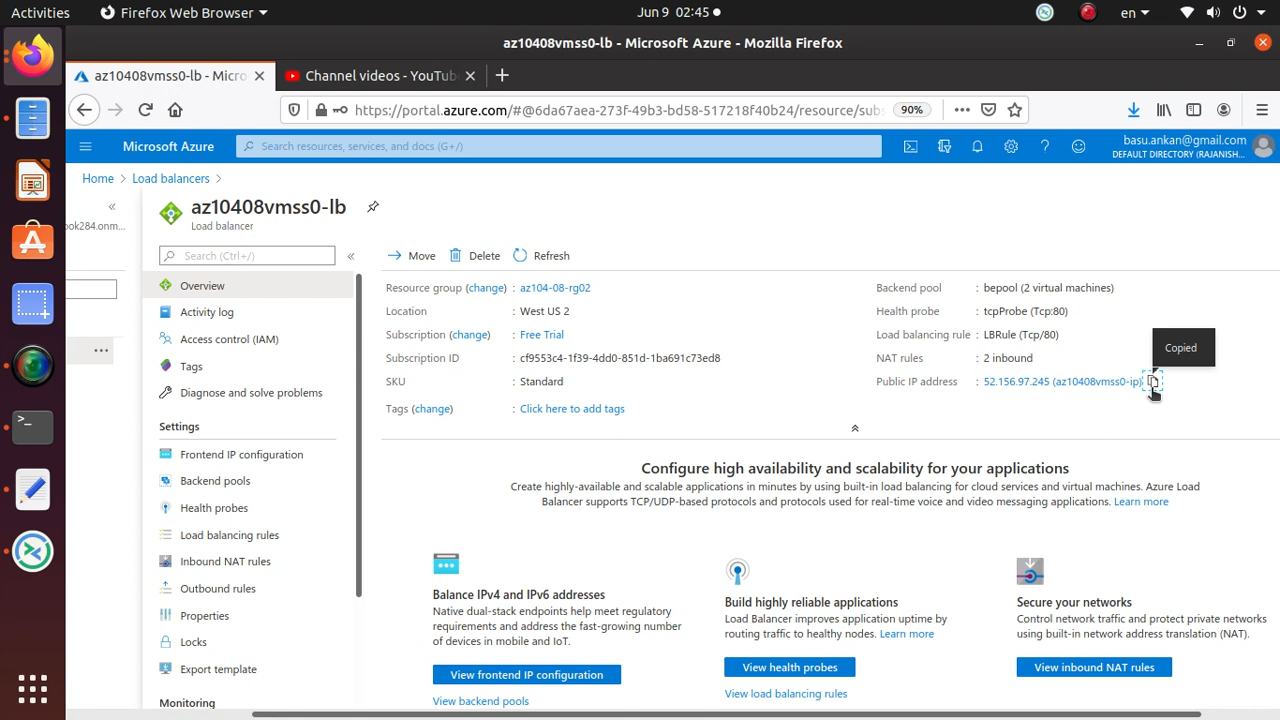 Activities
Firefox Web Browser
Jun 9 02:45
en
az10408vmss0-lb - Microsoft Azure - Mozilla Firefox
az10408vmss0-lb - Micro
Channel videos - YouTub
https://portal.azure.com/#@6da67aea-273f-49b3-bd58-517218f40b24/resource/subs
90%
Microsoft Azure
Search resources, services, and docs (G+/)
basu.ankan@gmail.com
DEFAULT DIRECTORY (RAJANISH...
Home > Load balancers >
az10408vmss0-lb
Load balancer
ook284.onm...
Search (Ctrl+/)
Move
Delete
Refresh
Overview
Activity log
Access control (IAM)
Tags
Diagnose and solve problems
Settings
Frontend IP configuration
Backend pools
Health probes
Load balancing rules
Inbound NAT rules
Outbound rules
Properties
Locks
Export template
Monitoring
Resource group (change) : az104-08-rg02
Location : West US 2
Subscription (change) : Free Trial
Subscription ID : cf9553c4-1f39-4dd0-851d-1ba691c73ed8
SKU : Standard
Tags (change) : Click here to add tags
Backend pool : bepool (2 virtual machines)
Health probe : tcpProbe (Tcp:80)
Load balancing rule : LBRule (Tcp/80)
NAT rules : 2 inbound
Public IP address : 52.156.97.245 (az10408vmss0-ip)
Copied
Configure high availability and scalability for your applications
Create highly-available and scalable applications in minutes by using built-in load balancing for cloud services and virtual machines. Azure Load
Balancer supports TCP/UDP-based protocols and protocols used for real-time voice and video messaging applications. Learn more
Balance IPv4 and IPv6 addresses
Native dual-stack endpoints help meet regulatory
requirements and address the fast-growing number
of devices in mobile and IoT.
View frontend IP configuration
View backend pools
Build highly reliable applications
Load Balancer improves application uptime by
routing traffic to healthy nodes. Learn more
View health probes
View load balancing rules
Secure your networks
Control network traffic and protect private networks
using built-in network address translation (NAT).
View inbound NAT rules